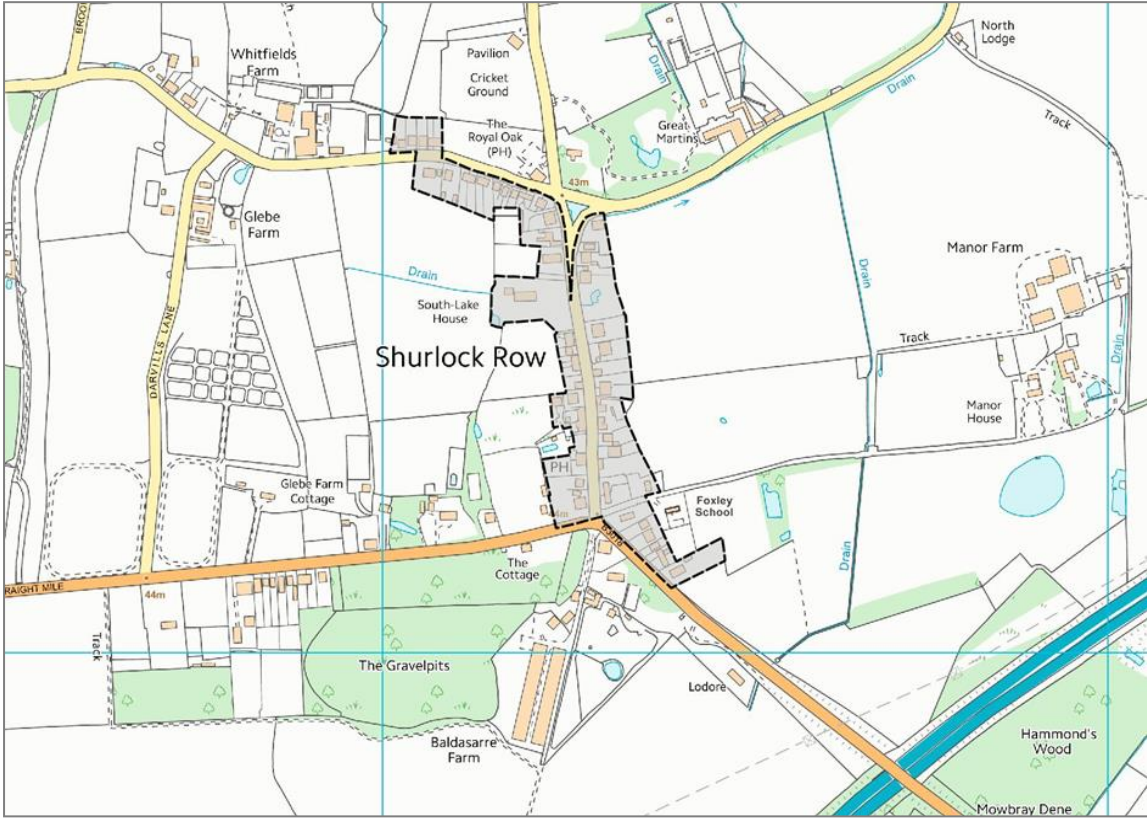 BROO
Whitfields
Farm
Pavilion
Cricket
Ground
The
Royal Oak
(PH)
Drain
Great
Martins
Drain
North
Lodge
Track
43m
Glebe
Farm
Drain
South-Lake
House
Shurlock Row
DARVILLS LANE
Drain
Manor Farm
Track
Drain
Manor
House
PH
Glebe Farm
Cottage
Foxley
School
The
Cottage
Drain
RAIGHT MILE
44m
Track
The Gravelpits
Lodore
Baldasarre
Farm
Hammond's
Wood
Mowbray Dene